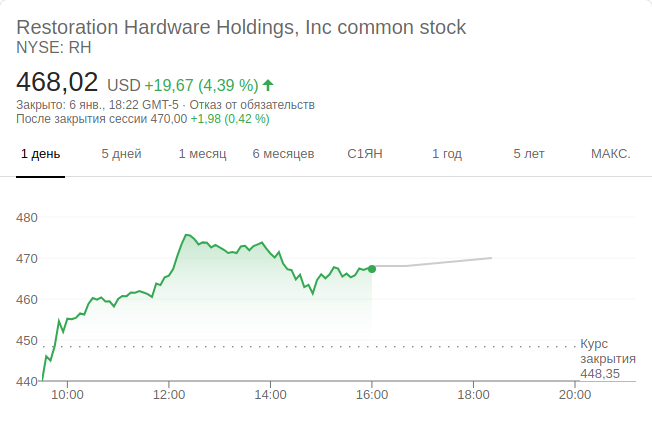 Restoration Hardware Holdings, Inc common stock
NYSE: RH
468,02 USD +19,67 (4,39 %)
Закрыто: 6 янв., 18:22 GMT-5 · Отказ от обязательств
После закрытия сессии 470,00 +1,98 (0,42 %)
1 день 5 дней 1 месяц 6 месяцев С1ЯН 1 год 5 лет МАКС.
480
470
460
450
Курс
закрытия
448,35
440
10:00 12:00 14:00 16:00 18:00 20:00